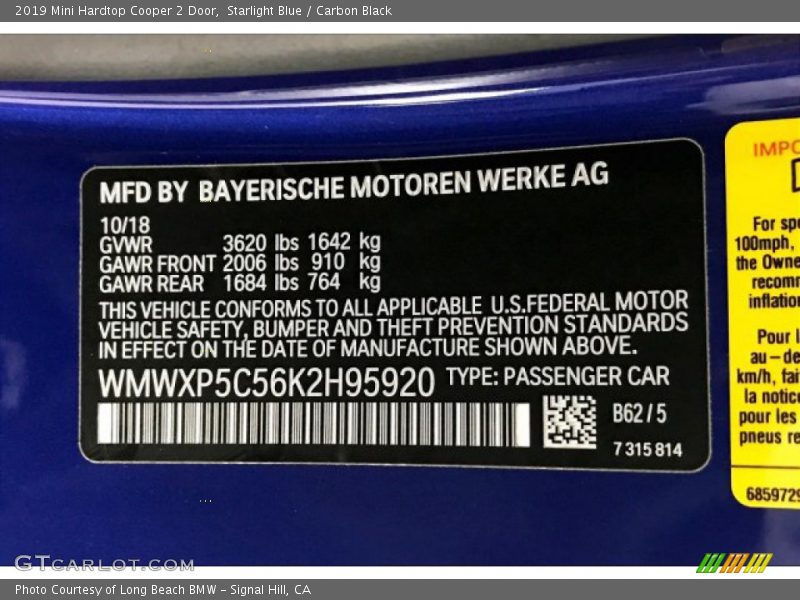 2019 Mini Hardtop Cooper 2 Door,  Starlight Blue / Carbon Black
MFD BY BAYERISCHE MOTOREN WERKE AG
10/18
GVWR 3620 lbs 1642 kg
GAWR FRONT 2006 lbs 910 kg
GAWR REAR 1684 lbs 764 kg
THIS VEHICLE CONFORMS TO ALL APPLICABLE U.S.FEDERAL MOTOR
VEHICLE SAFETY, BUMPER AND THEFT PREVENTION STANDARDS
IN EFFECT ON THE DATE OF MANUFACTURE SHOWN ABOVE.
WMWXP5C56K2H95920 TYPE: PASSENGER CAR
B62/5
7 315 814
IMPO
For spe
100mph,
the Owne
recomm
inflation
Pour l
au-de
km/h, fait
la notice
pour les
pneus re
6859729
GTCARLOT.COM
Photo Courtesy of Long Beach BMW - Signal Hill, CA